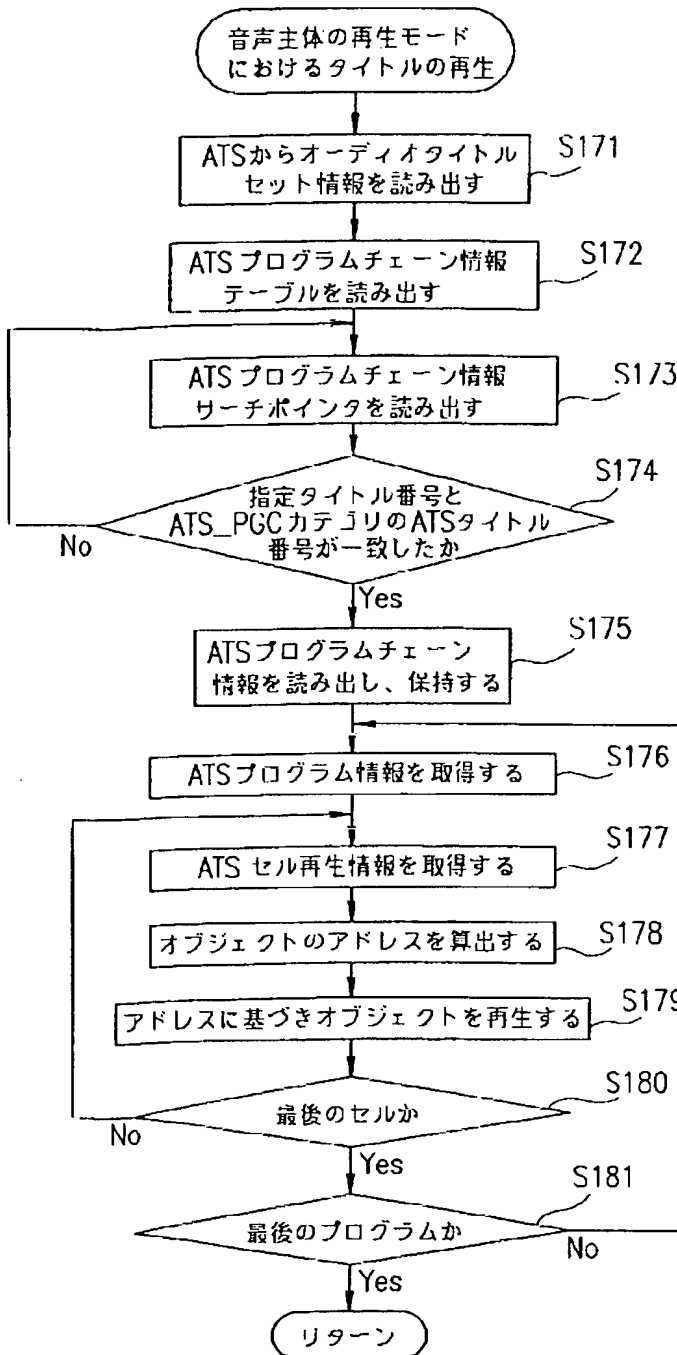 音声主体の再生モード
におけるタイトルの再生
ATSからオーディオタイトル
セット情報を読み出す
S171
ATSプログラムチェーン情報
テーブルを読み出す
S172
ATSプログラムチェーン情報
サーチポインタを読み出す
S173
指定タイトル番号と
ATS_PGCカテゴリのATSタイトル
番号が一致したか
S174
No
Yes
ATSプログラムチェーン
情報を読み出し、保持する
S175
ATSプログラム情報を取得する
S176
ATS セル再生情報を取得する
S177
オブジェクトのアドレスを算出する
S178
アドレスに基づきオブジェクトを再生する
S179
最後のセルか
S180
No
Yes
最後のプログラムか
S181
No
Yes
リターン